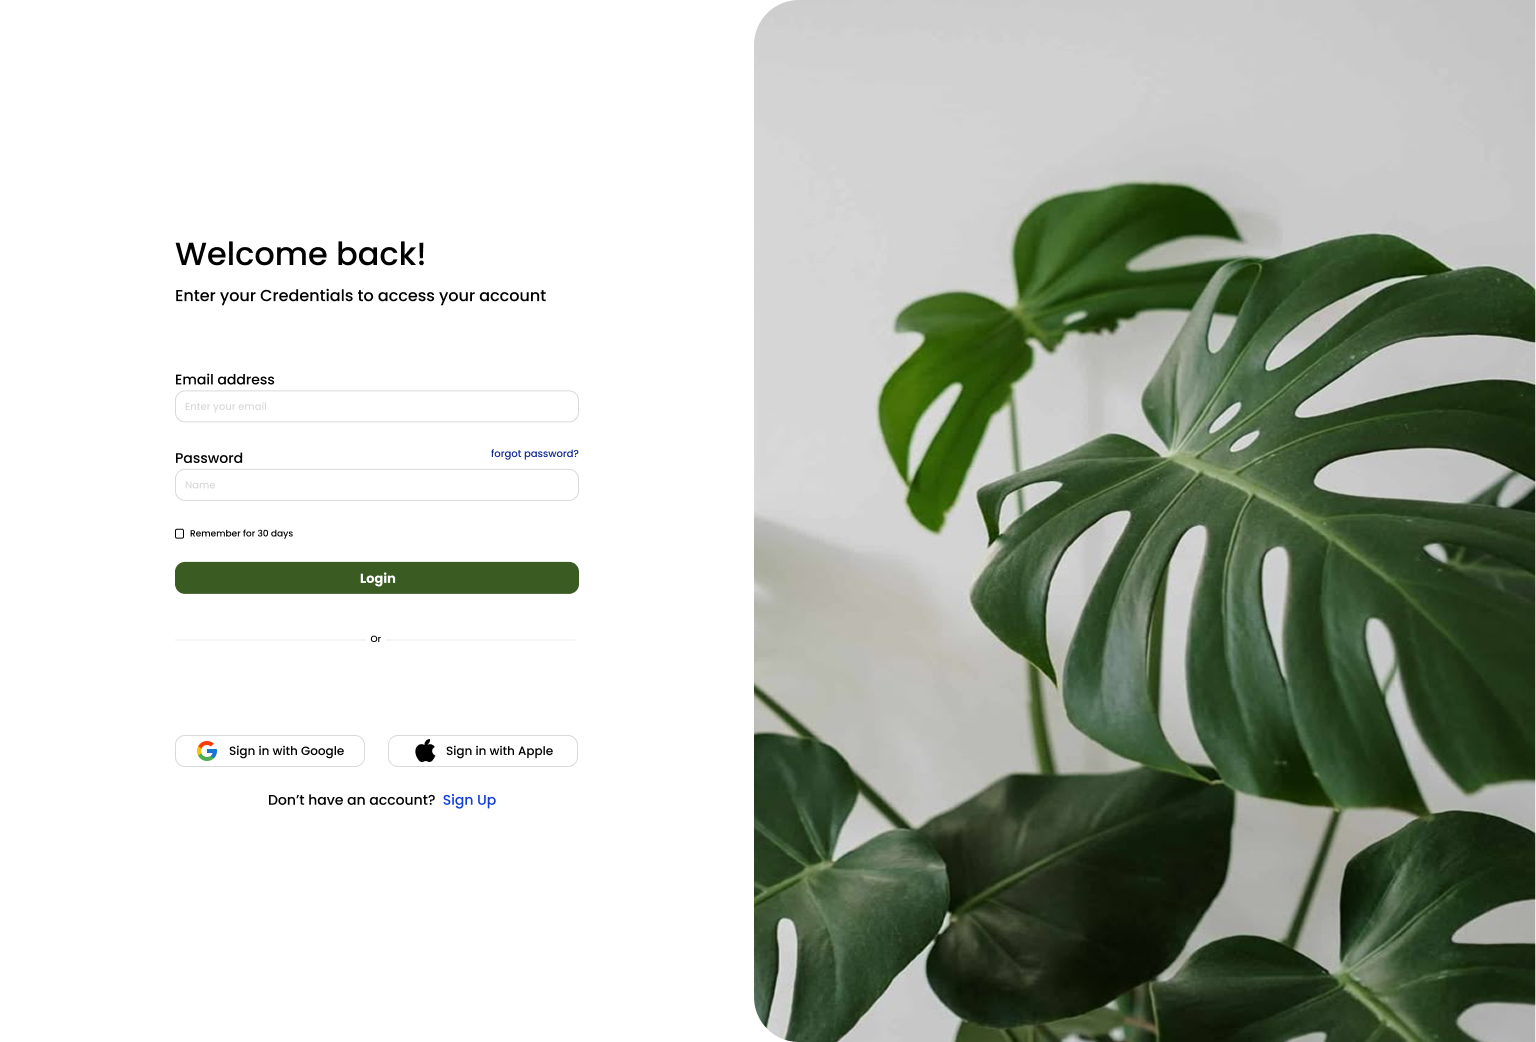 Welcome back!
Enter your Credentials to access your account
Email address
Enter your email
Password
forgot password?
Name
Remember for 30 days
Login
Or
Sign in with Google
Sign in with Apple
Don’t have an account? Sign Up